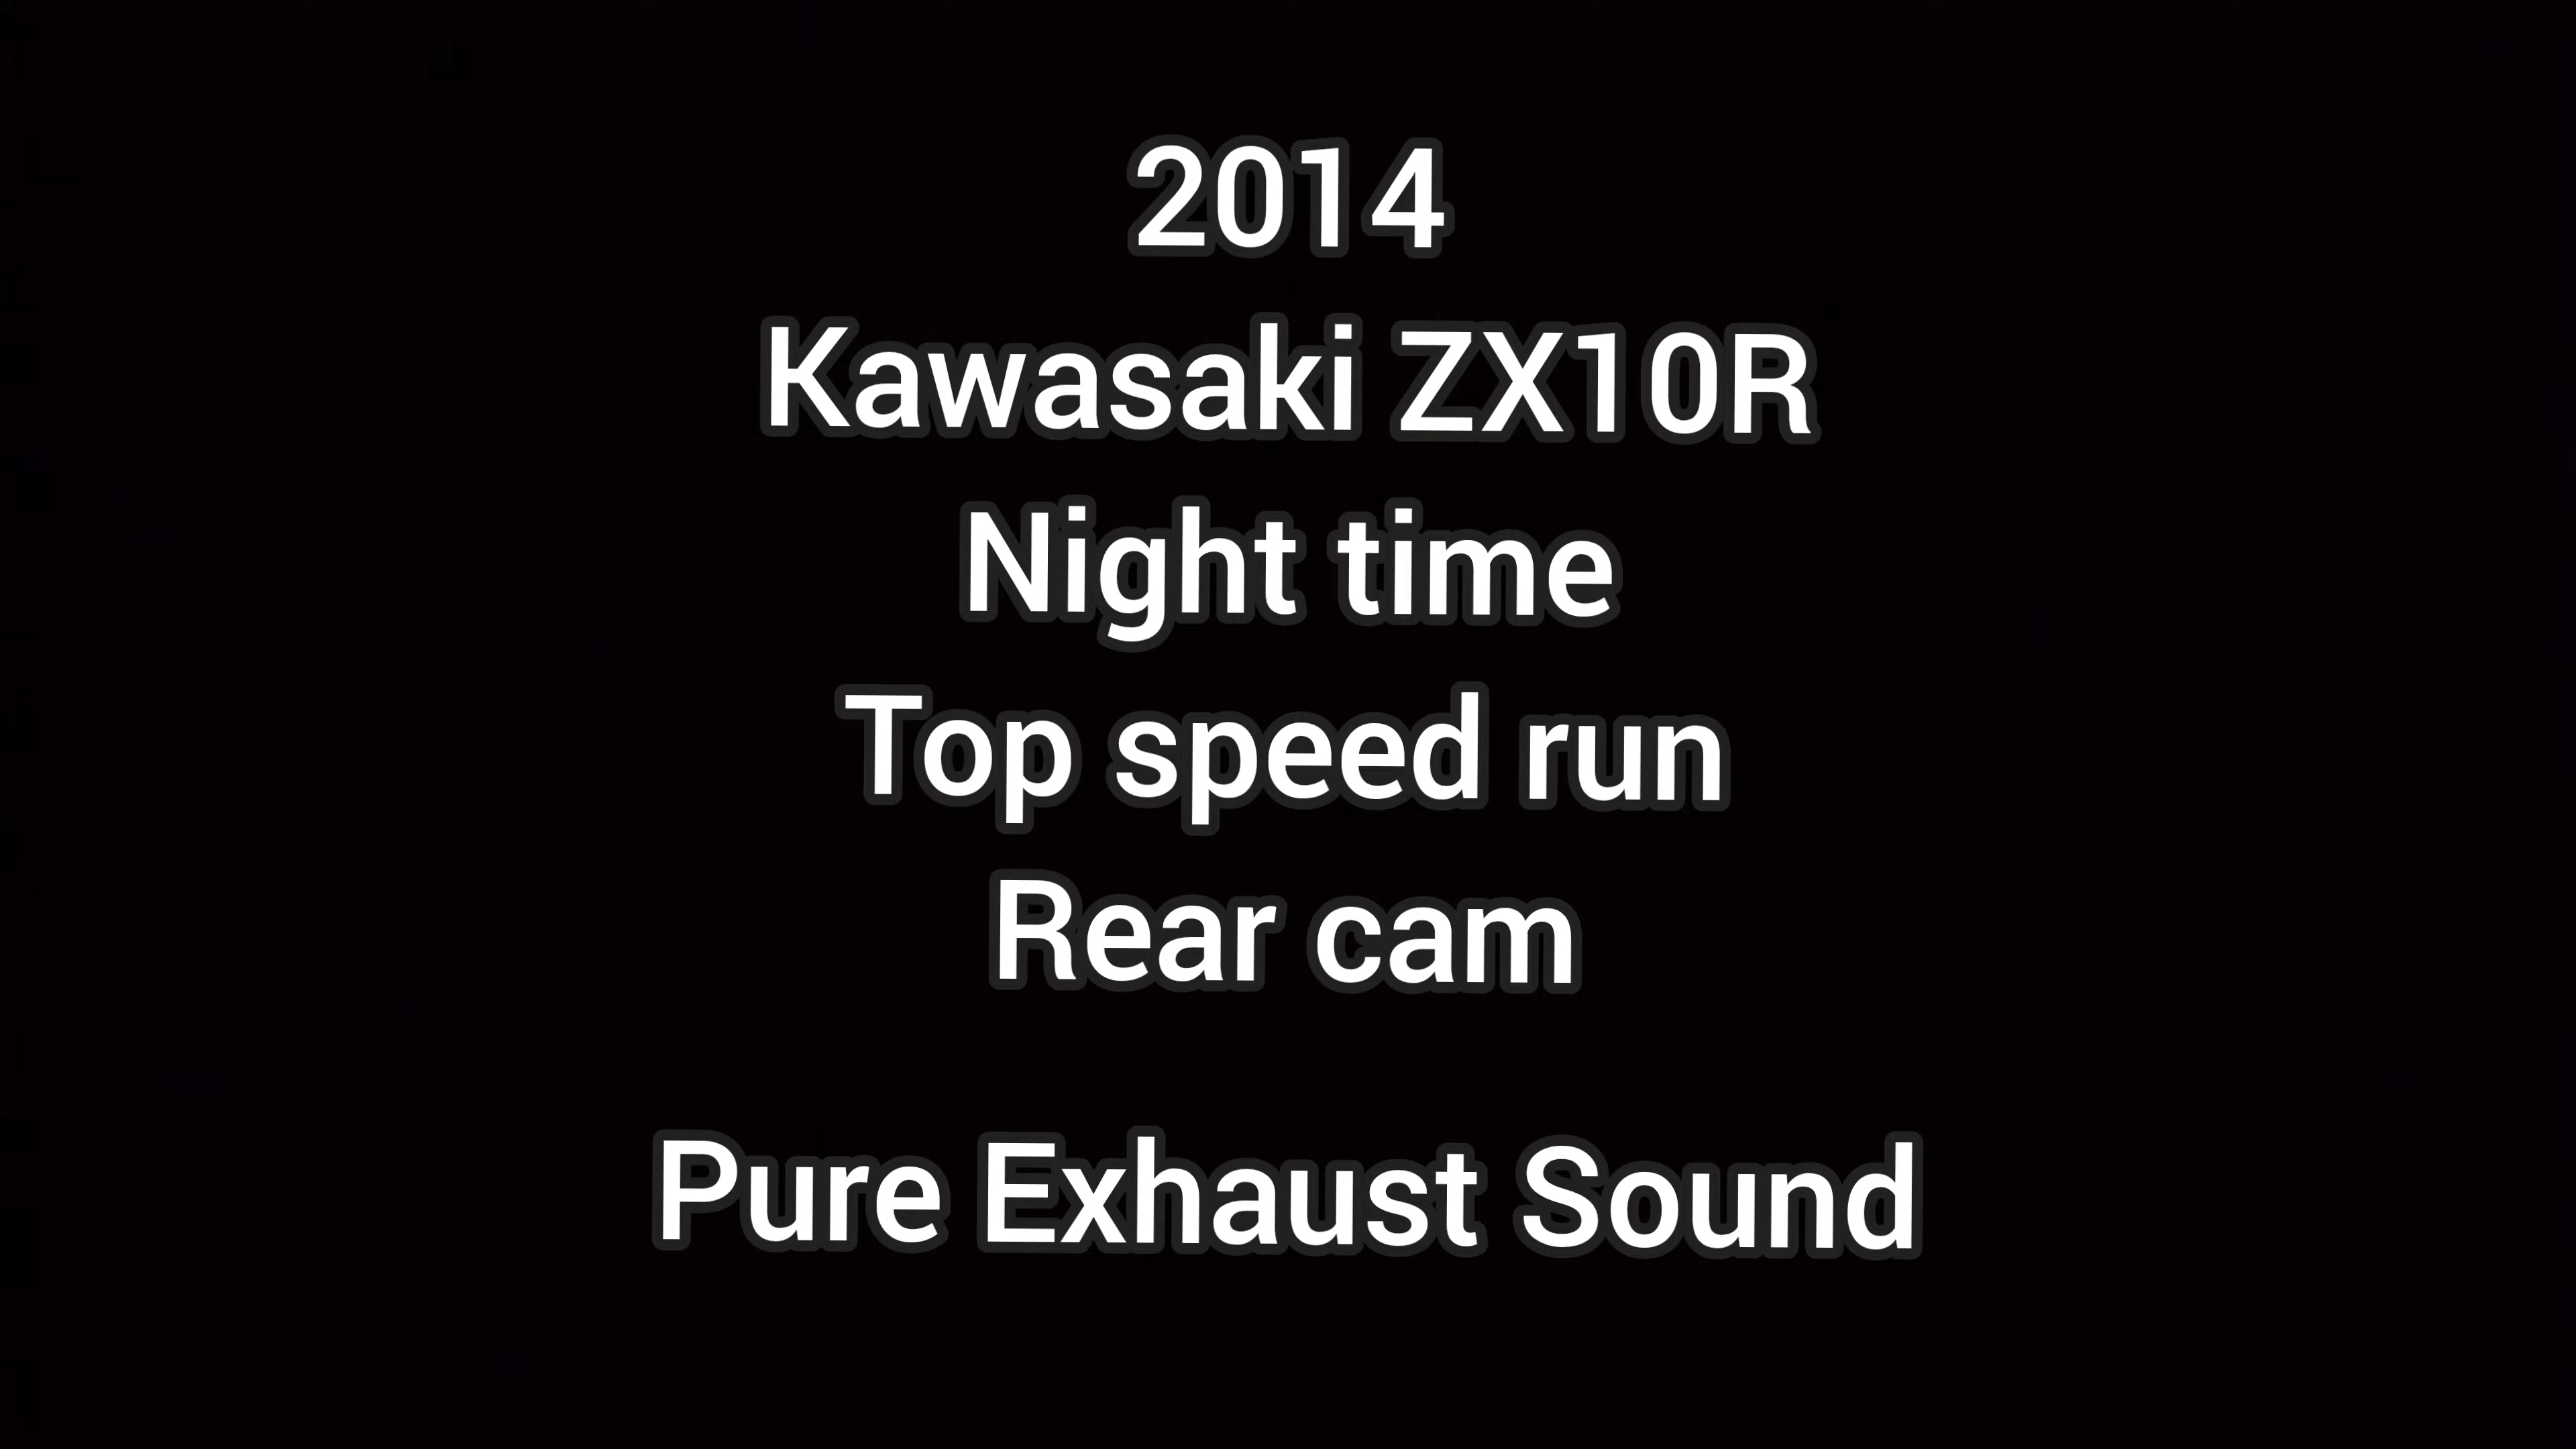 2014
Kawasaki ZX10R
Night time
Top speed run
Rear cam
Pure Exhaust Sound